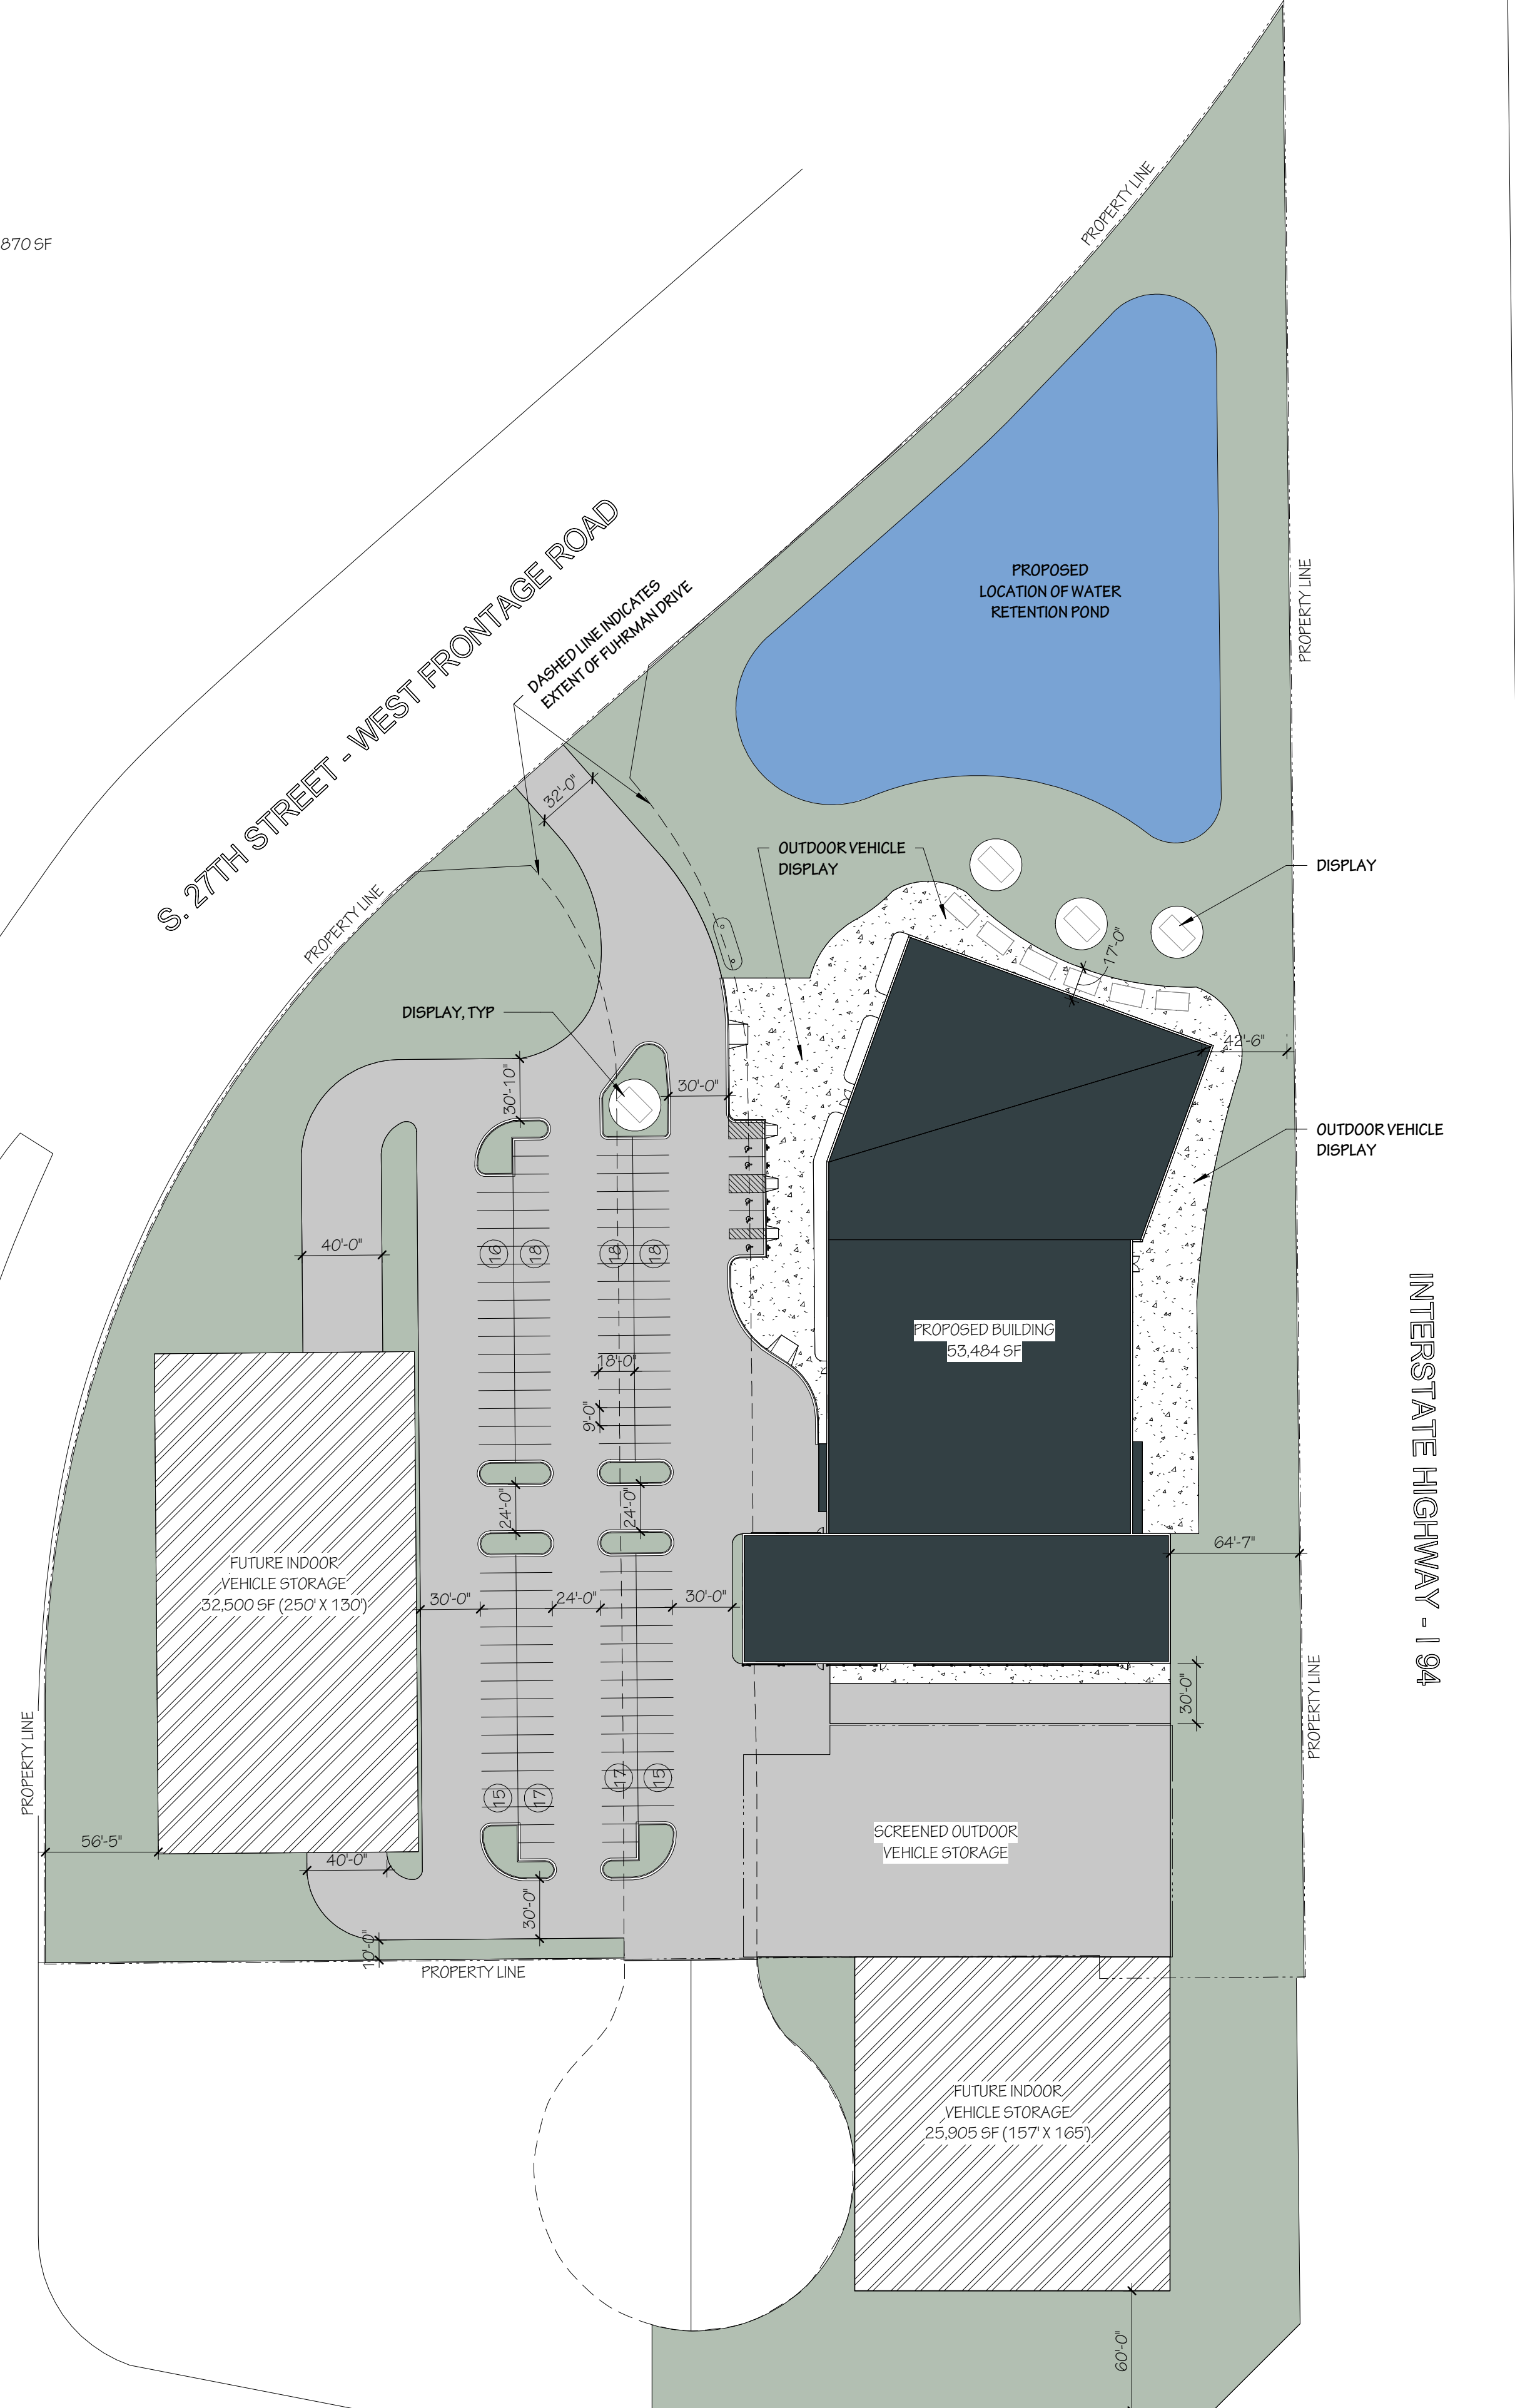 PROPERTY LINE
870 SF
S. 27TH STREET - WEST FRONTAGE ROAD
DASHED LINE INDICATES
EXTENT OF FUHRMAN DRIVE
PROPOSED
LOCATION OF WATER
RETENTION POND
PROPERTY LINE
32'-0"
OUTDOOR VEHICLE
DISPLAY
DISPLAY
PROPERTY LINE
17'-0"
DISPLAY, TYP
42'-6"
30'-10"
30'-0"
OUTDOOR VEHICLE
DISPLAY
40'-0"
16
18
18
18
PROPOSED BUILDING
53,484 SF
18'-0"
9'-0"
24'-0"
24'-0"
INTERSTATE HIGHWAY - I 94
64'-7"
FUTURE INDOOR
VEHICLE STORAGE
32,500 SF (250' X 130')
30'-0"
24'-0"
30'-0"
30'-0"
PROPERTY LINE
PROPERTY LINE
15
17
17
15
SCREENED OUTDOOR
VEHICLE STORAGE
56'-5"
40'-0"
30'-0"
10'-0"
PROPERTY LINE
FUTURE INDOOR
VEHICLE STORAGE
25,905 SF (157' X 165')
60'-0"